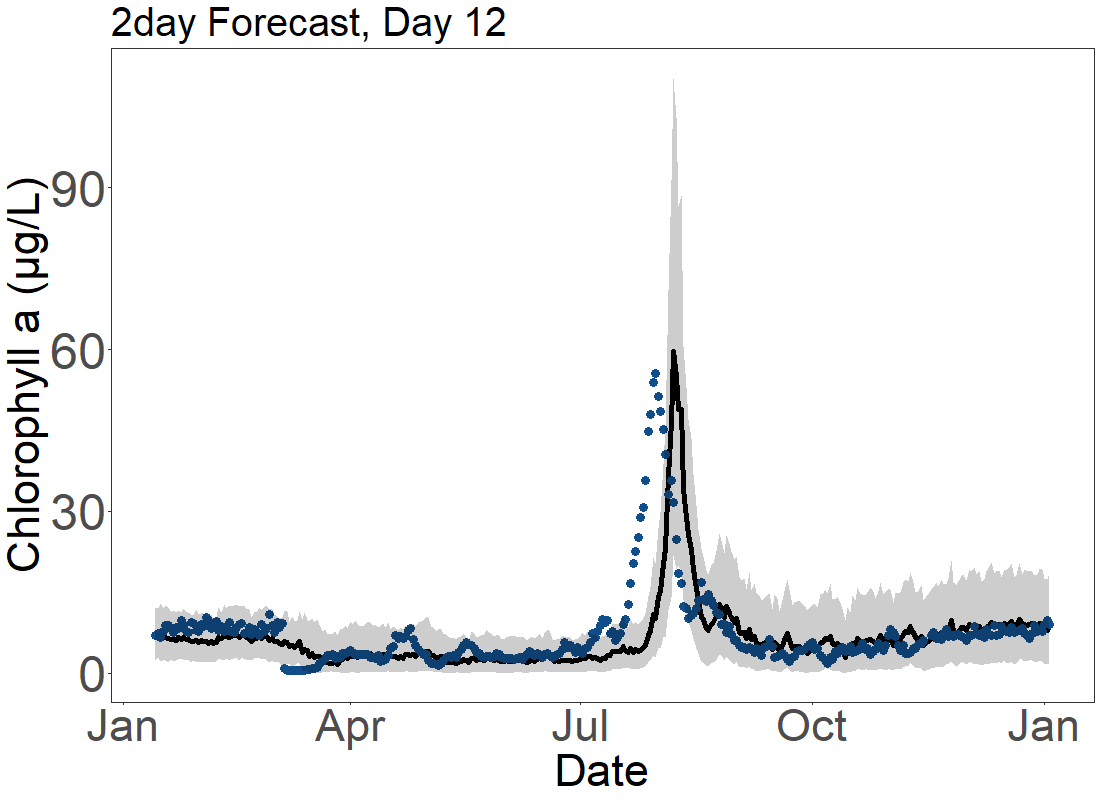 2day Forecast, Day 12
Chlorophyll a (µg/L)
90
60
30
0
Jan Apr Jul Oct Jan
Date